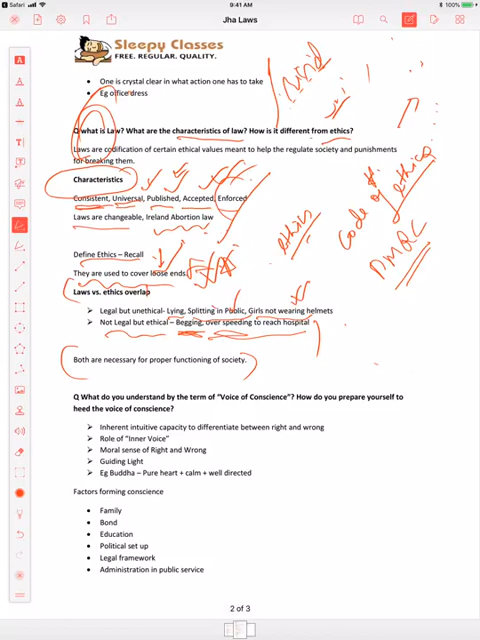 Safari
9:41 AM
100%
Jha Laws
Sleepy Classes
FREE. REGULAR. QUALITY.
• One is crystal clear in what action one has to take
• Eg office dress
Q what is Law? What are the characteristics of law? How is it different from ethics?
Laws are codification of certain ethical values meant to help the regulate society and punishments
for breaking them.
Characteristics
Consistent, Universal, Published, Accepted, Enforced
Laws are changeable, Ireland Abortion law
ethics
Code of ethics
Define Ethics – Recall
They are used to cover loose ends.
Laws vs. ethics overlap
➢ Legal but unethical- Lying, Splitting in Public, Girls not wearing helmets
➢ Not Legal but ethical – Begging, over speeding to reach hospital
Both are necessary for proper functioning of society.
Q What do you understand by the term of "Voice of Conscience"? How do you prepare yourself to
heed the voice of conscience?
➢ Inherent intuitive capacity to differentiate between right and wrong
➢ Role of "Inner Voice"
➢ Moral sense of Right and Wrong
➢ Guiding Light
➢ Eg Buddha – Pure heart + calm + well directed
Factors forming conscience
• Family
• Bond
• Education
• Political set up
• Legal framework
• Administration in public service
2 of 3